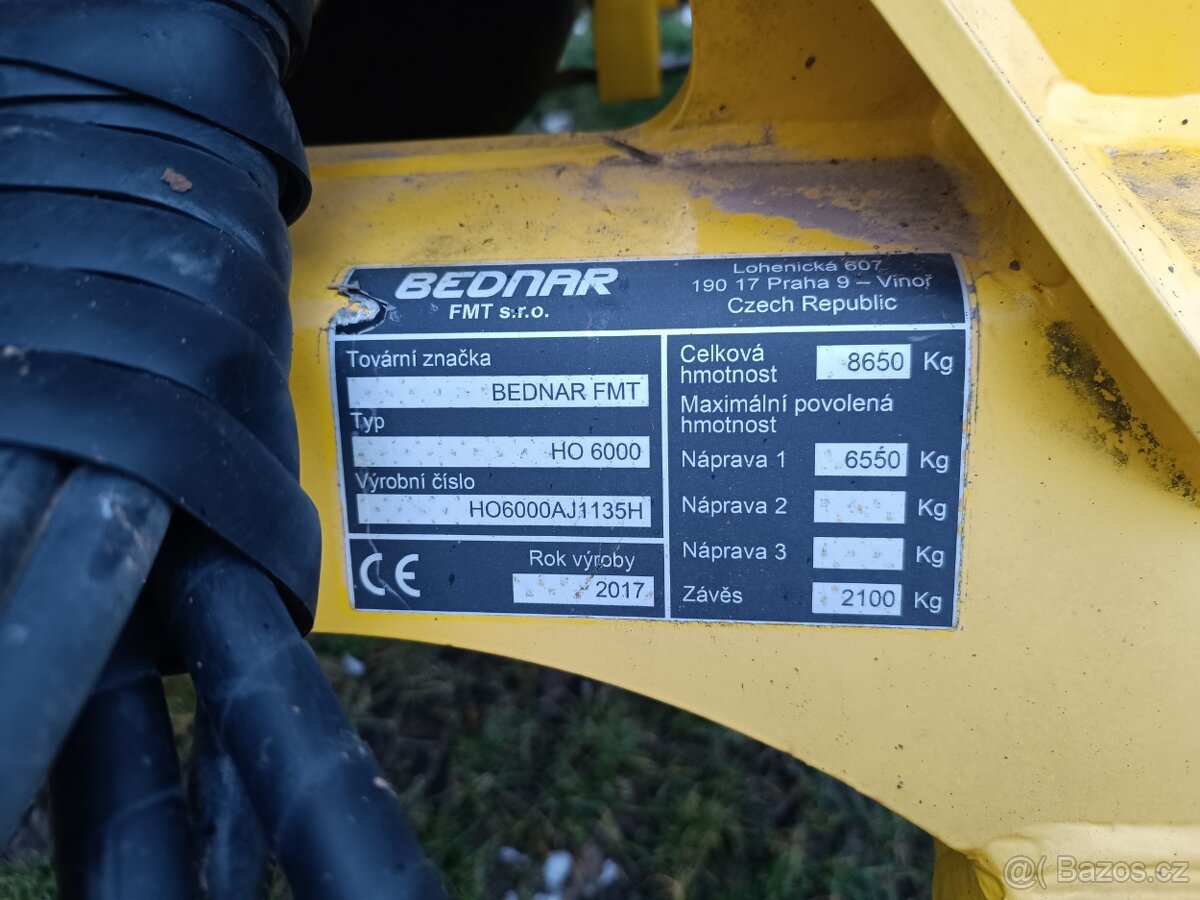 BEDNAR
FMT s.r.o.
Lohenická 607
190 17 Praha 9 – Vinoř
Czech Republic
Tovární značka
BEDNAR FMT
Typ
HO 6000
Výrobní číslo
HO6000AJ1135H
CE
Rok výroby
2017
Celková
hmotnost 8650 Kg
Maximální povolená
hmotnost
Náprava 1 6550 Kg
Náprava 2 Kg
Náprava 3 Kg
Závěs 2100 Kg
Bazos.cz